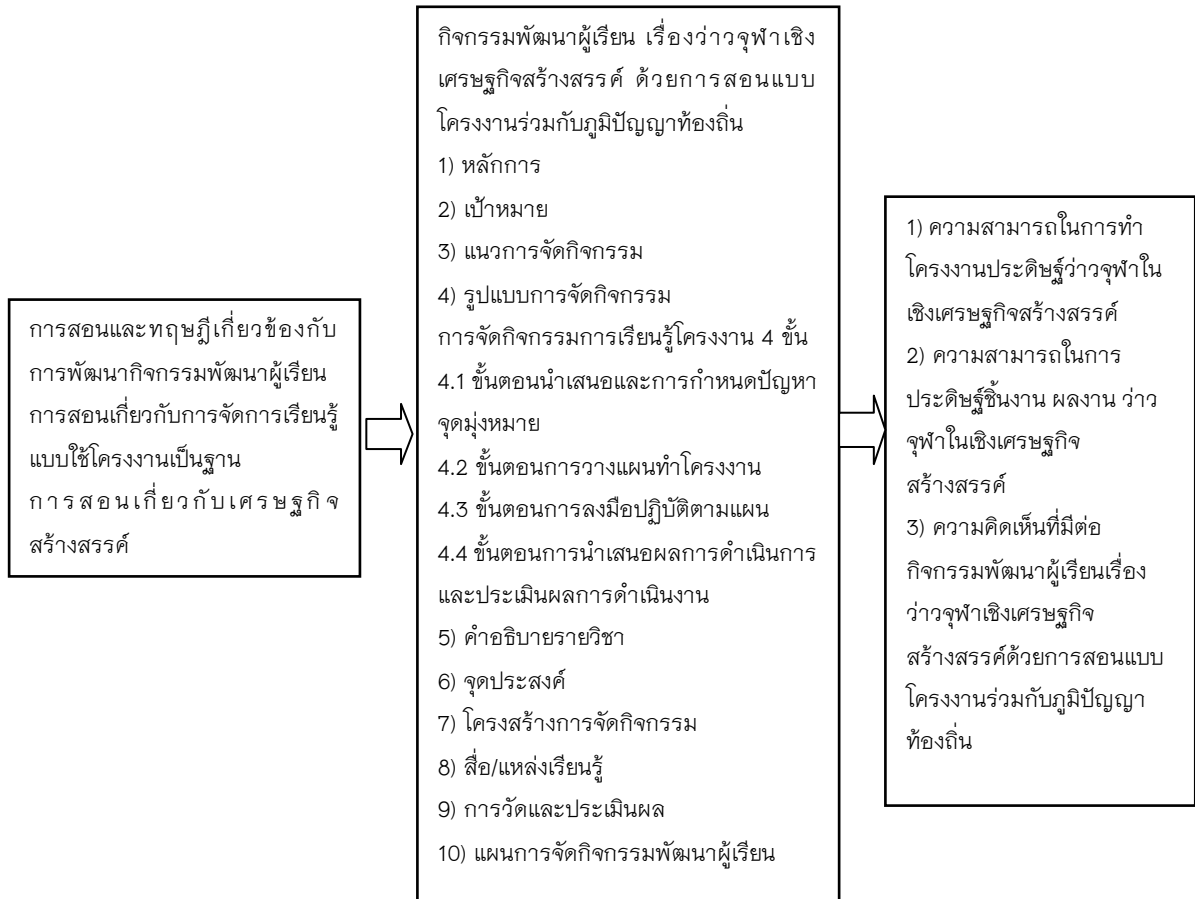 การสอนและทฤษฎีเกี่ยวข้องกับ
การพัฒนากิจกรรมพัฒนาผู้เรียน
การสอนเกี่ยวกับการจัดการเรียนรู้
แบบใช้โครงงานเป็นฐาน
การสอนเกี่ยวกับเศรษฐกิจ
สร้างสรรค์
กิจกรรมพัฒนาผู้เรียน เรื่องว่าวจุฬาเชิง
เศรษฐกิจสร้างสรรค์ ด้วยการสอนแบบ
โครงงานร่วมกับภูมิปัญญาท้องถิ่น
1) หลักการ
2) เป้าหมาย
3) แนวการจัดกิจกรรม
4) รูปแบบการจัดกิจกรรม
การจัดกิจกรรมการเรียนรู้โครงงาน 4 ขั้น
4.1 ขั้นตอนนำเสนอและการกำหนดปัญหา
จุดมุ่งหมาย
4.2 ขั้นตอนการวางแผนทำโครงงาน
4.3 ขั้นตอนการลงมือปฏิบัติตามแผน
4.4 ขั้นตอนการนำเสนอผลการดำเนินการ
และประเมินผลการดำเนินงาน
5) คำอธิบายรายวิชา
6) จุดประสงค์
7) โครงสร้างการจัดกิจกรรม
8) สื่อ/แหล่งเรียนรู้
9) การวัดและประเมินผล
10) แผนการจัดกิจกรรมพัฒนาผู้เรียน
1) ความสามารถในการทำ
โครงงานประดิษฐ์ว่าวจุฬาใน
เชิงเศรษฐกิจสร้างสรรค์
2) ความสามารถในการ
ประดิษฐ์ชิ้นงาน ผลงาน ว่าว
จุฬาในเชิงเศรษฐกิจ
สร้างสรรค์
3) ความคิดเห็นที่มีต่อ
กิจกรรมพัฒนาผู้เรียนเรื่อง
ว่าวจุฬาเชิงเศรษฐกิจ
สร้างสรรค์ด้วยการสอนแบบ
โครงงานร่วมกับภูมิปัญญา
ท้องถิ่น